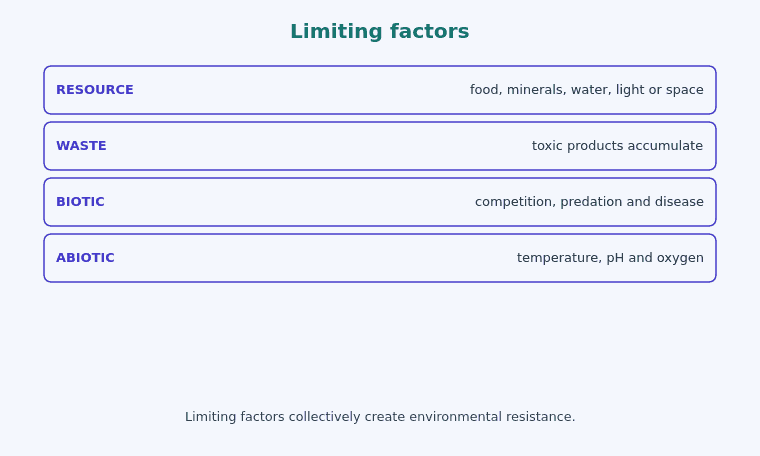 Limiting factors
RESOURCE food, minerals, water, light or space
WASTE toxic products accumulate
BIOTIC competition, predation and disease
ABIOTIC temperature, pH and oxygen
Limiting factors collectively create environmental resistance.